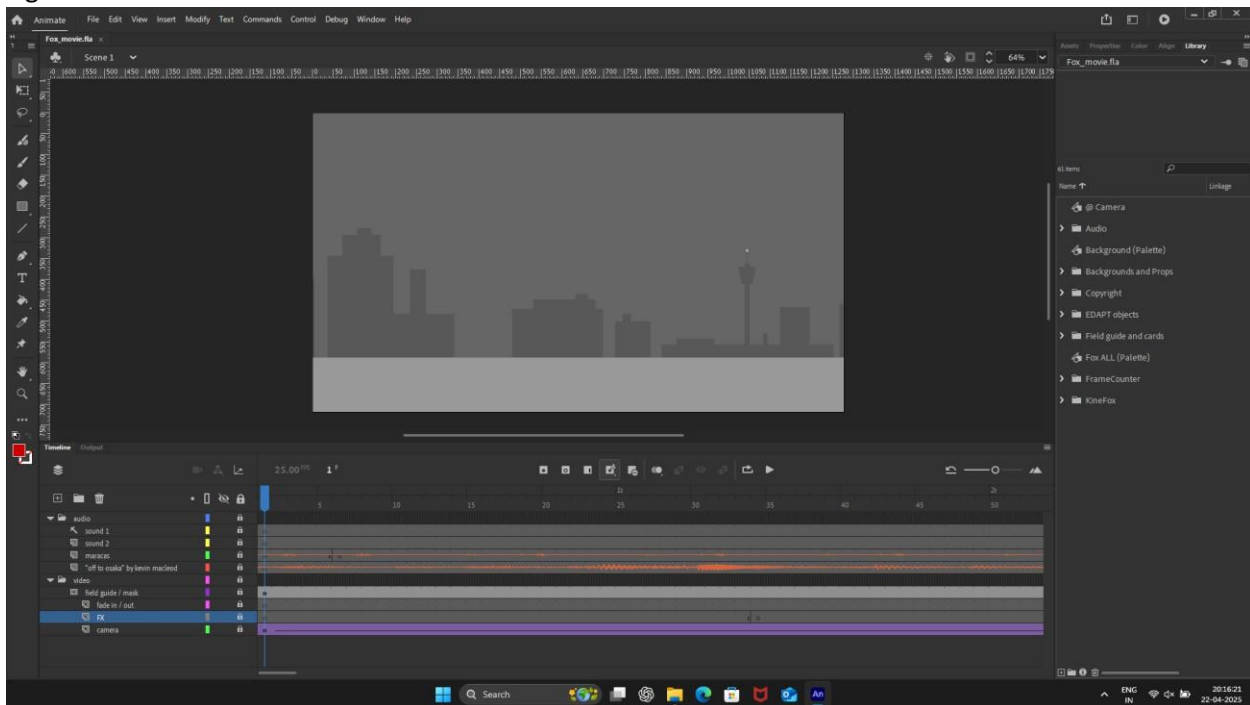 Animate File Edit View Insert Modify Text Commands Control Debug Window Help
Fox_movie.fla ×
Scene 1
64%
Assets Properties Color Align Library
Fox_movie.fla
61 items
Name Linkage
@ Camera
Audio
Background (Palette)
Backgrounds and Props
Copyright
EDAPT objects
Field guide and cards
Fox ALL (Palette)
FrameCounter
KineFox
Timeline Output
25.00 FPS 1 F
1s 2s
5 10 15 20 25 30 35 40 45 50
audio
sound 1
sound 2
maracas
"off to osaka" by kevin macleod
video
field guide / mask
fade in / out
FX
camera
Search
An
ENG
IN
20:16:21
22-04-2025